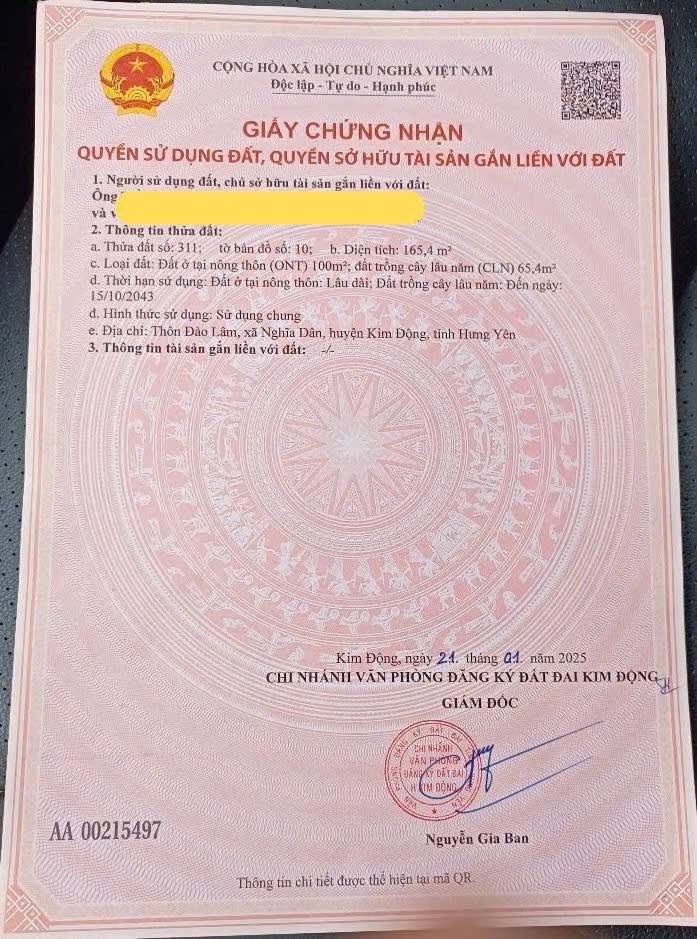 CỘNG HÒA XÃ HỘI CHỦ NGHĨA VIỆT NAM
Độc lập - Tự do - Hạnh phúc
GIẤY CHỨNG NHẬN
QUYỀN SỬ DỤNG ĐẤT, QUYỀN SỞ HỮU TÀI SẢN GẮN LIỀN VỚI ĐẤT
1. Người sử dụng đất, chủ sở hữu tài sản gắn liền với đất:
Ông
và
2. Thông tin thửa đất:
a. Thửa đất số: 311; tờ bản đồ số: 10; b. Diện tích: 165,4 m²
c. Loại đất: Đất ở tại nông thôn (ONT) 100m²; đất trồng cây lâu năm (CLN) 65,4m²
d. Thời hạn sử dụng: Đất ở tại nông thôn: Lâu dài; Đất trồng cây lâu năm: Đến ngày:
15/10/2043
đ. Hình thức sử dụng: Sử dụng chung
e. Địa chỉ: Thôn Đào Lâm, xã Nghĩa Dân, huyện Kim Động, tỉnh Hưng Yên
3. Thông tin tài sản gắn liền với đất: -/-
Kim Động, ngày 21. tháng 01. năm 2025
CHI NHÁNH VĂN PHÒNG ĐĂNG KÝ ĐẤT ĐAI KIM ĐỘNG
GIÁM ĐỐC
CHI NHÁNH
VĂN PHÒNG
ĐĂNG KÝ ĐẤT ĐAI
H.KIM ĐỘNG
Nguyễn Gia Ban
AA 00215497
Thông tin chi tiết được thể hiện tại mã QR.